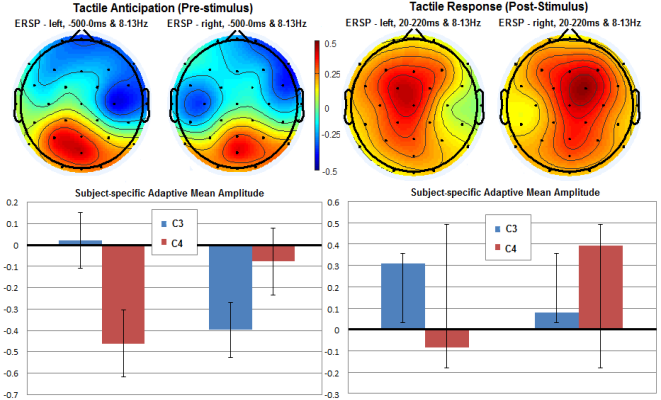 Tactile Anticipation (Pre-stimulus)
ERSP - left, -500-0ms & 8-13Hz
ERSP - right, -500-0ms & 8-13Hz
0.5
0.25
0
-0.25
-0.5
Tactile Response (Post-Stimulus)
ERSP - left, 20-220ms & 8-13Hz
ERSP - right, 20-220ms & 8-13Hz
Subject-specific Adaptive Mean Amplitude
0.2
0.1
0
-0.1
-0.2
-0.3
-0.4
-0.5
-0.6
-0.7
C3
C4
Subject-specific Adaptive Mean Amplitude
0.6
0.5
0.4
0.3
0.2
0.1
0
-0.1
-0.2
-0.3
C3
C4